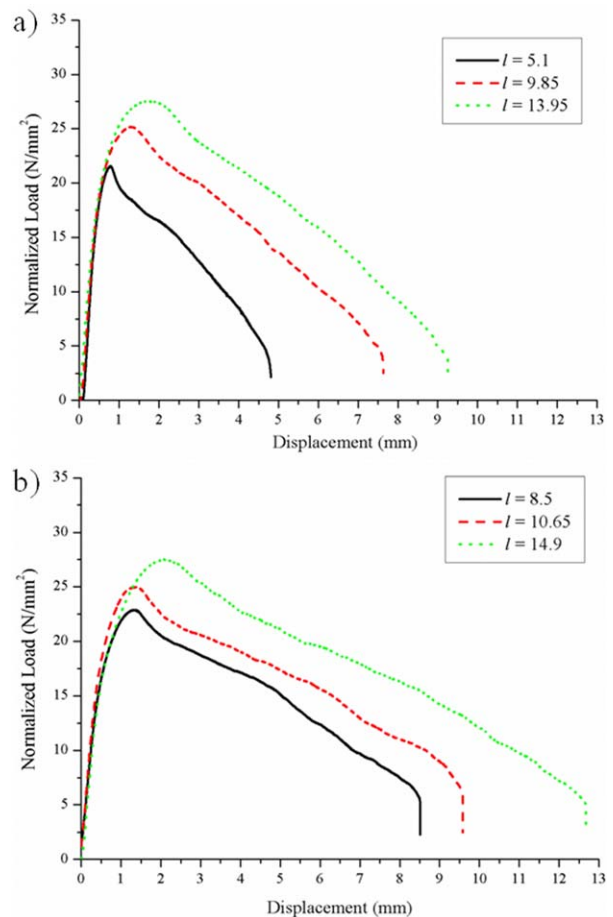 a)
35
30
25
20
15
10
5
0
Normalized Load (N/mm²)
l = 5.1
l = 9.85
l = 13.95
0 1 2 3 4 5 6 7 8 9 10 11 12 13
Displacement (mm)
b)
35
30
25
20
15
10
5
0
Normalized Load (N/mm²)
l = 8.5
l = 10.65
l = 14.9
0 1 2 3 4 5 6 7 8 9 10 11 12 13
Displacement (mm)